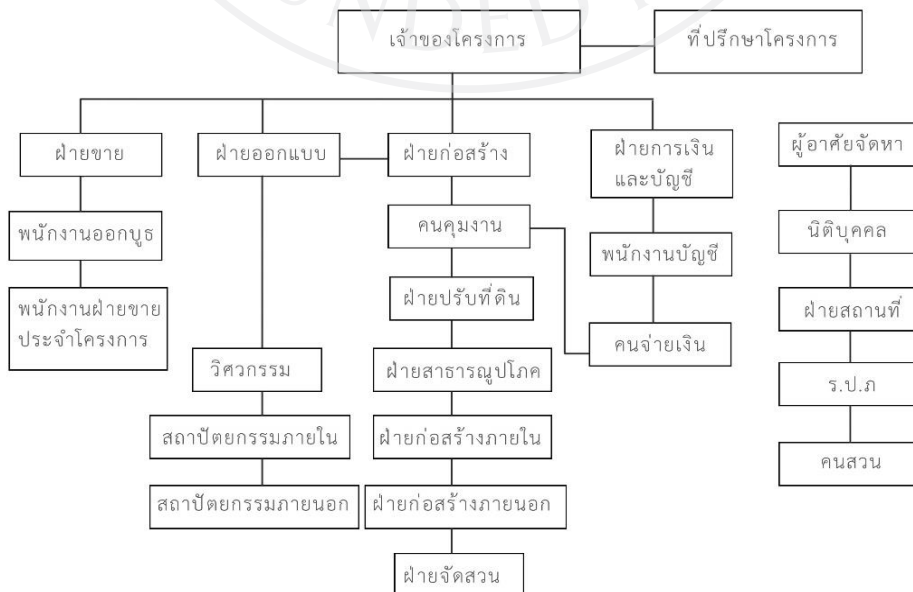 เจ้าของโครงการ
ที่ปรึกษาโครงการ
ฝ่ายขาย
ฝ่ายออกแบบ
ฝ่ายก่อสร้าง
ฝ่ายการเงิน
และบัญชี
ผู้อาศัยจัดหา
พนักงานออกบูธ
คนคุมงาน
พนักงานบัญชี
นิติบุคคล
พนักงานฝ่ายขาย
ประจำโครงการ
ฝ่ายปรับที่ดิน
คนจ่ายเงิน
ฝ่ายสถานที่
วิศวกรรม
ฝ่ายสาธารณูปโภค
ร.ป.ภ
สถาปัตยกรรมภายใน
ฝ่ายก่อสร้างภายใน
คนสวน
สถาปัตยกรรมภายนอก
ฝ่ายก่อสร้างภายนอก
ฝ่ายจัดสวน